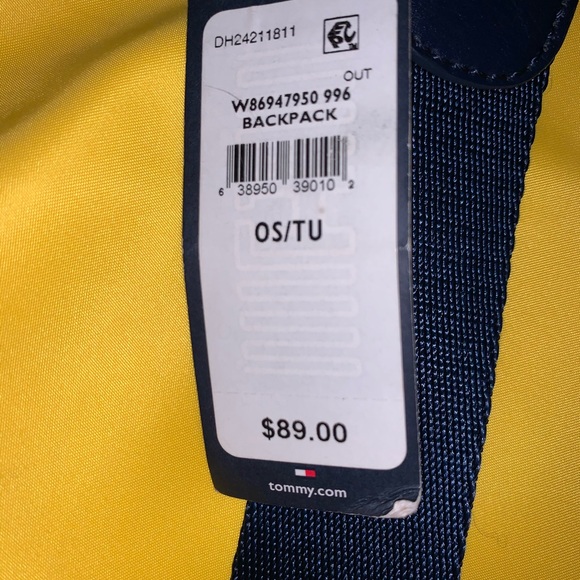 DH24211811
OUT
W86947950 996
BACKPACK
6 38950 39010 2
OS/TU
$89.00
tommy.com